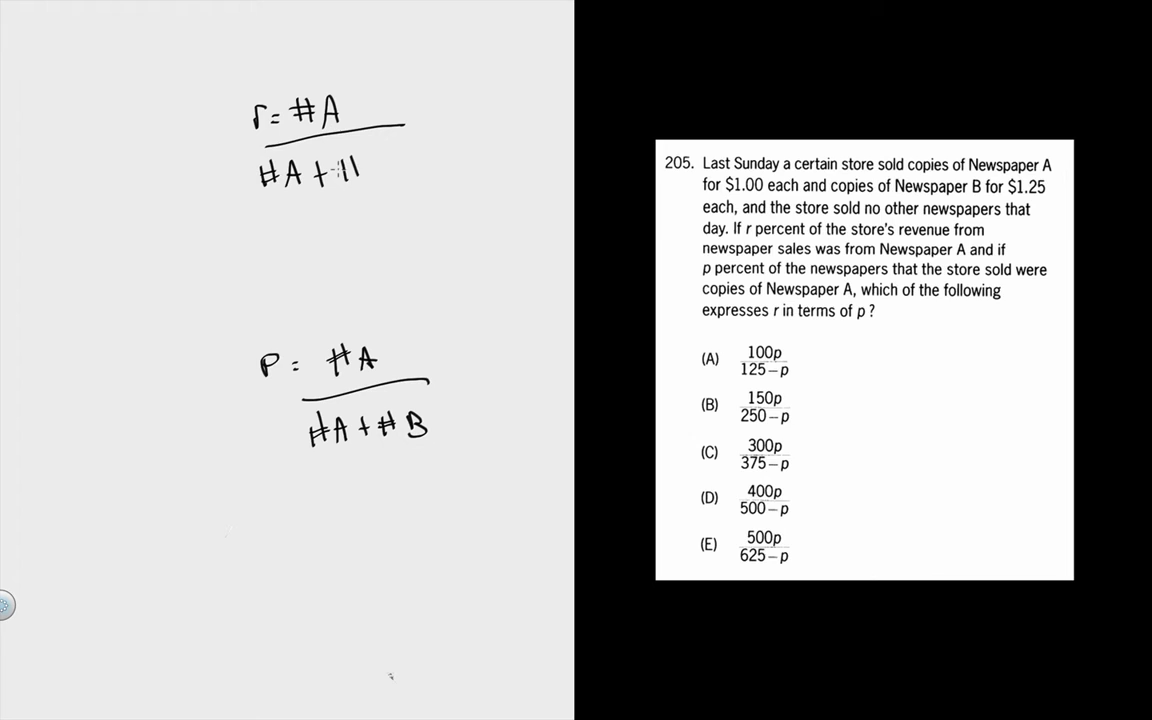 r = #A
#A + 11
P = #A
#A + # B
205. Last Sunday a certain store sold copies of Newspaper A
for $1.00 each and copies of Newspaper B for $1.25
each, and the store sold no other newspapers that
day. If r percent of the store's revenue from
newspaper sales was from Newspaper A and if
p percent of the newspapers that the store sold were
copies of Newspaper A, which of the following
expresses r in terms of p ?
(A) 100p
125 – p
(B) 150p
250 – p
(C) 300p
375 – p
(D) 400p
500 – p
(E) 500p
625 – p